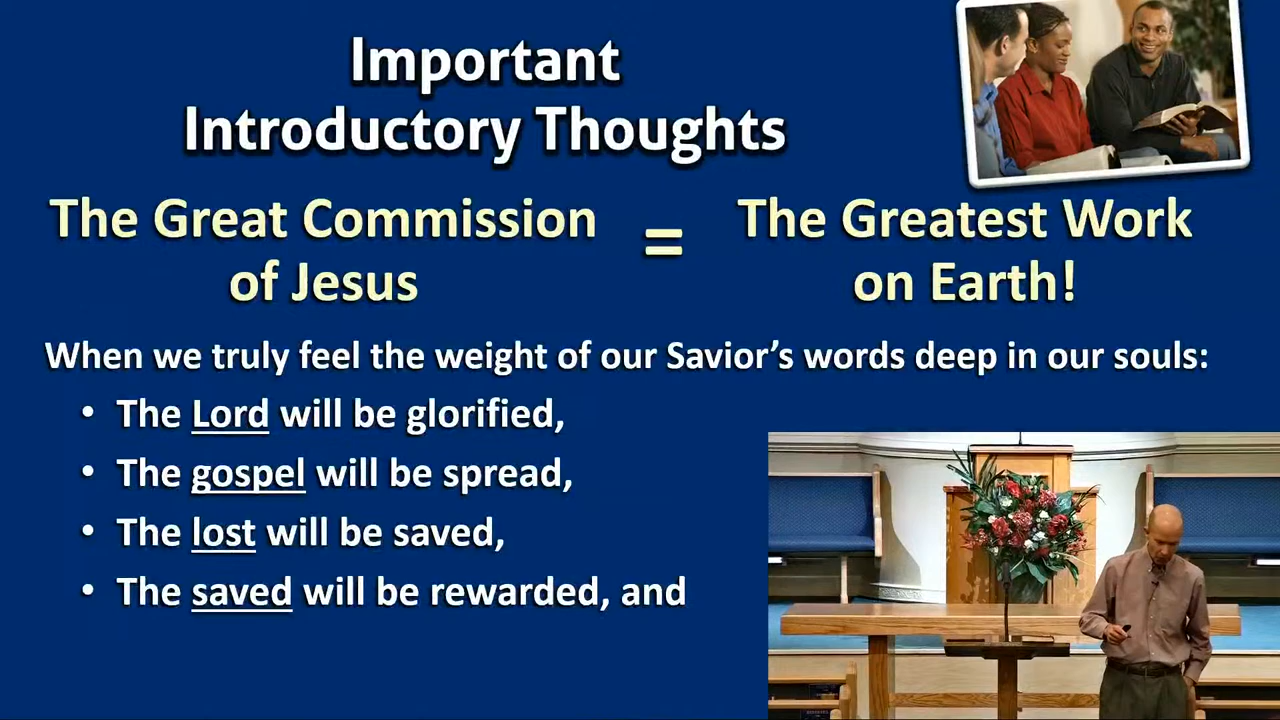 Important
Introductory Thoughts
The Great Commission
of Jesus
=
The Greatest Work
on Earth!
When we truly feel the weight of our Savior’s words deep in our souls:
• The Lord will be glorified,
• The gospel will be spread,
• The lost will be saved,
• The saved will be rewarded, and